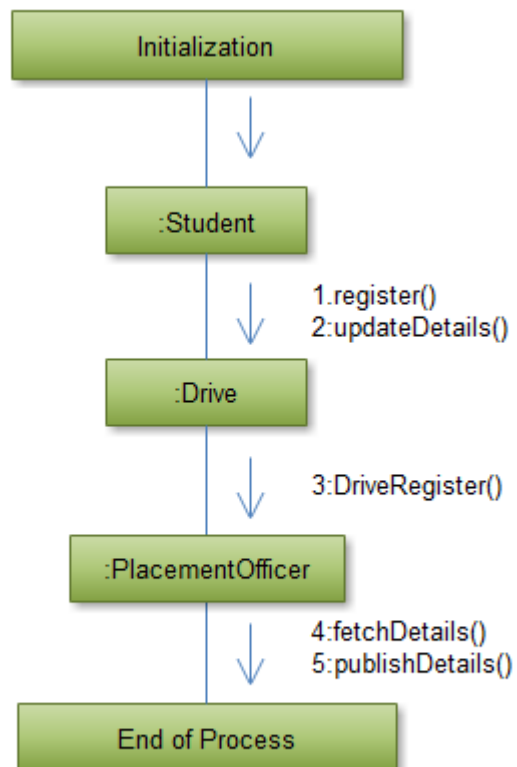 Initialization
:Student
1.register()
2:updateDetails()
:Drive
3:DriveRegister()
:PlacementOfficer
4:fetchDetails()
5:publishDetails()
End of Process